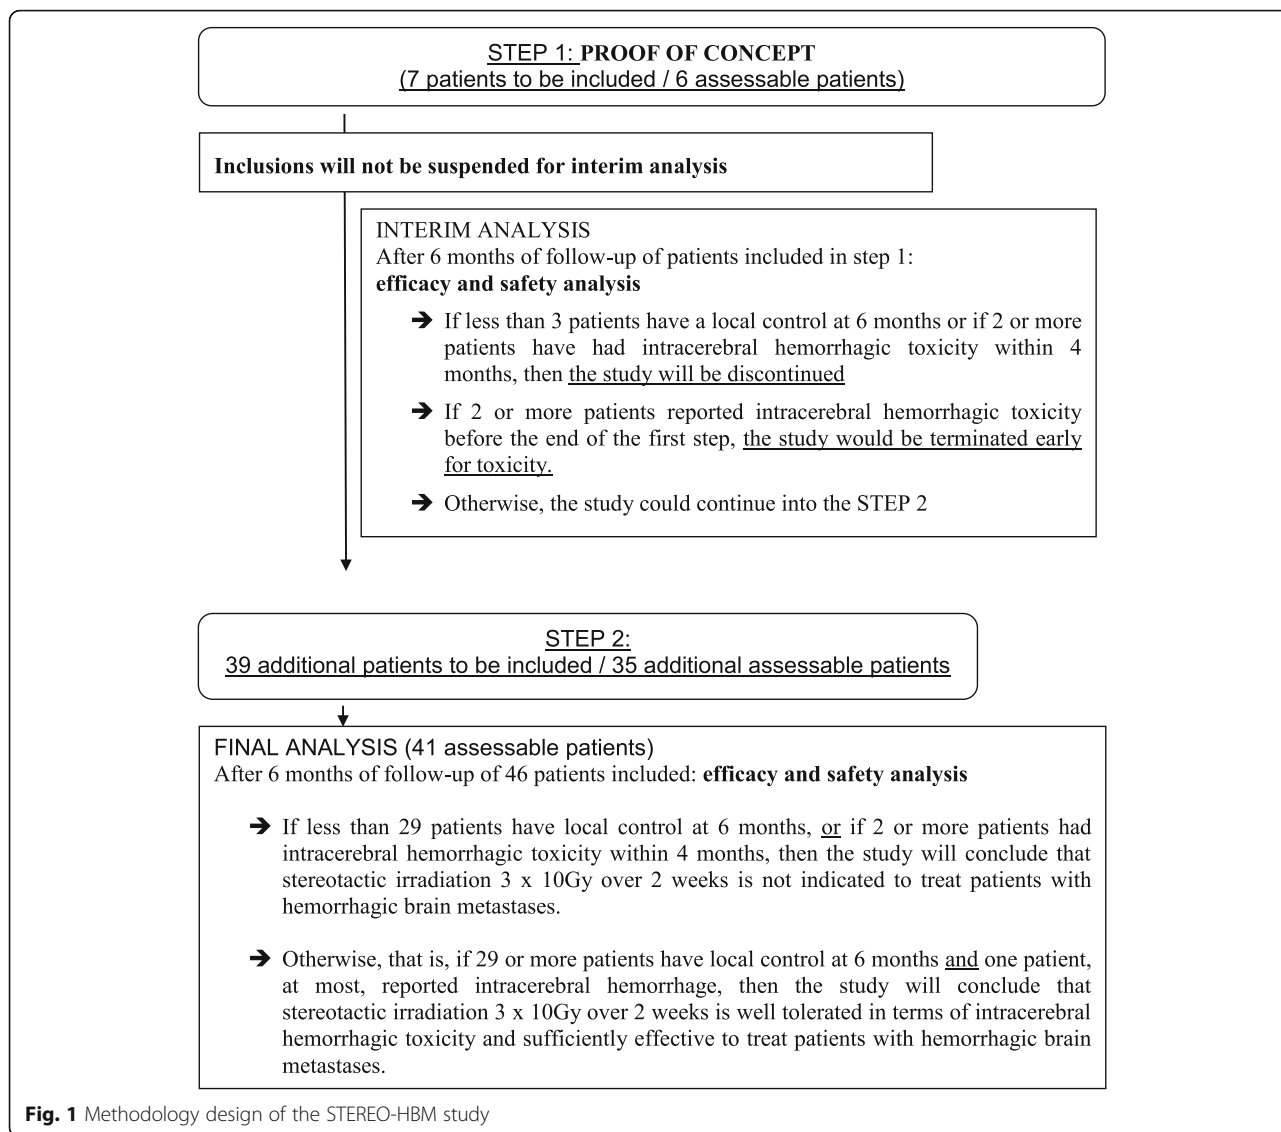 STEP 1: PROOF OF CONCEPT
(7 patients to be included / 6 assessable patients)
Inclusions will not be suspended for interim analysis
INTERIM ANALYSIS
After 6 months of follow-up of patients included in step 1:
efficacy and safety analysis
➔ If less than 3 patients have a local control at 6 months or if 2 or more
patients have had intracerebral hemorrhagic toxicity within 4
months, then the study will be discontinued
➔ If 2 or more patients reported intracerebral hemorrhagic toxicity
before the end of the first step, the study would be terminated early
for toxicity.
➔ Otherwise, the study could continue into the STEP 2
STEP 2:
39 additional patients to be included / 35 additional assessable patients
FINAL ANALYSIS (41 assessable patients)
After 6 months of follow-up of 46 patients included: efficacy and safety analysis
➔ If less than 29 patients have local control at 6 months, or if 2 or more patients had
intracerebral hemorrhagic toxicity within 4 months, then the study will conclude that
stereotactic irradiation 3 x 10Gy over 2 weeks is not indicated to treat patients with
hemorrhagic brain metastases.
➔ Otherwise, that is, if 29 or more patients have local control at 6 months and one patient,
at most, reported intracerebral hemorrhage, then the study will conclude that
stereotactic irradiation 3 x 10Gy over 2 weeks is well tolerated in terms of intracerebral
hemorrhagic toxicity and sufficiently effective to treat patients with hemorrhagic brain
metastases.
Fig. 1 Methodology design of the STEREO-HBM study